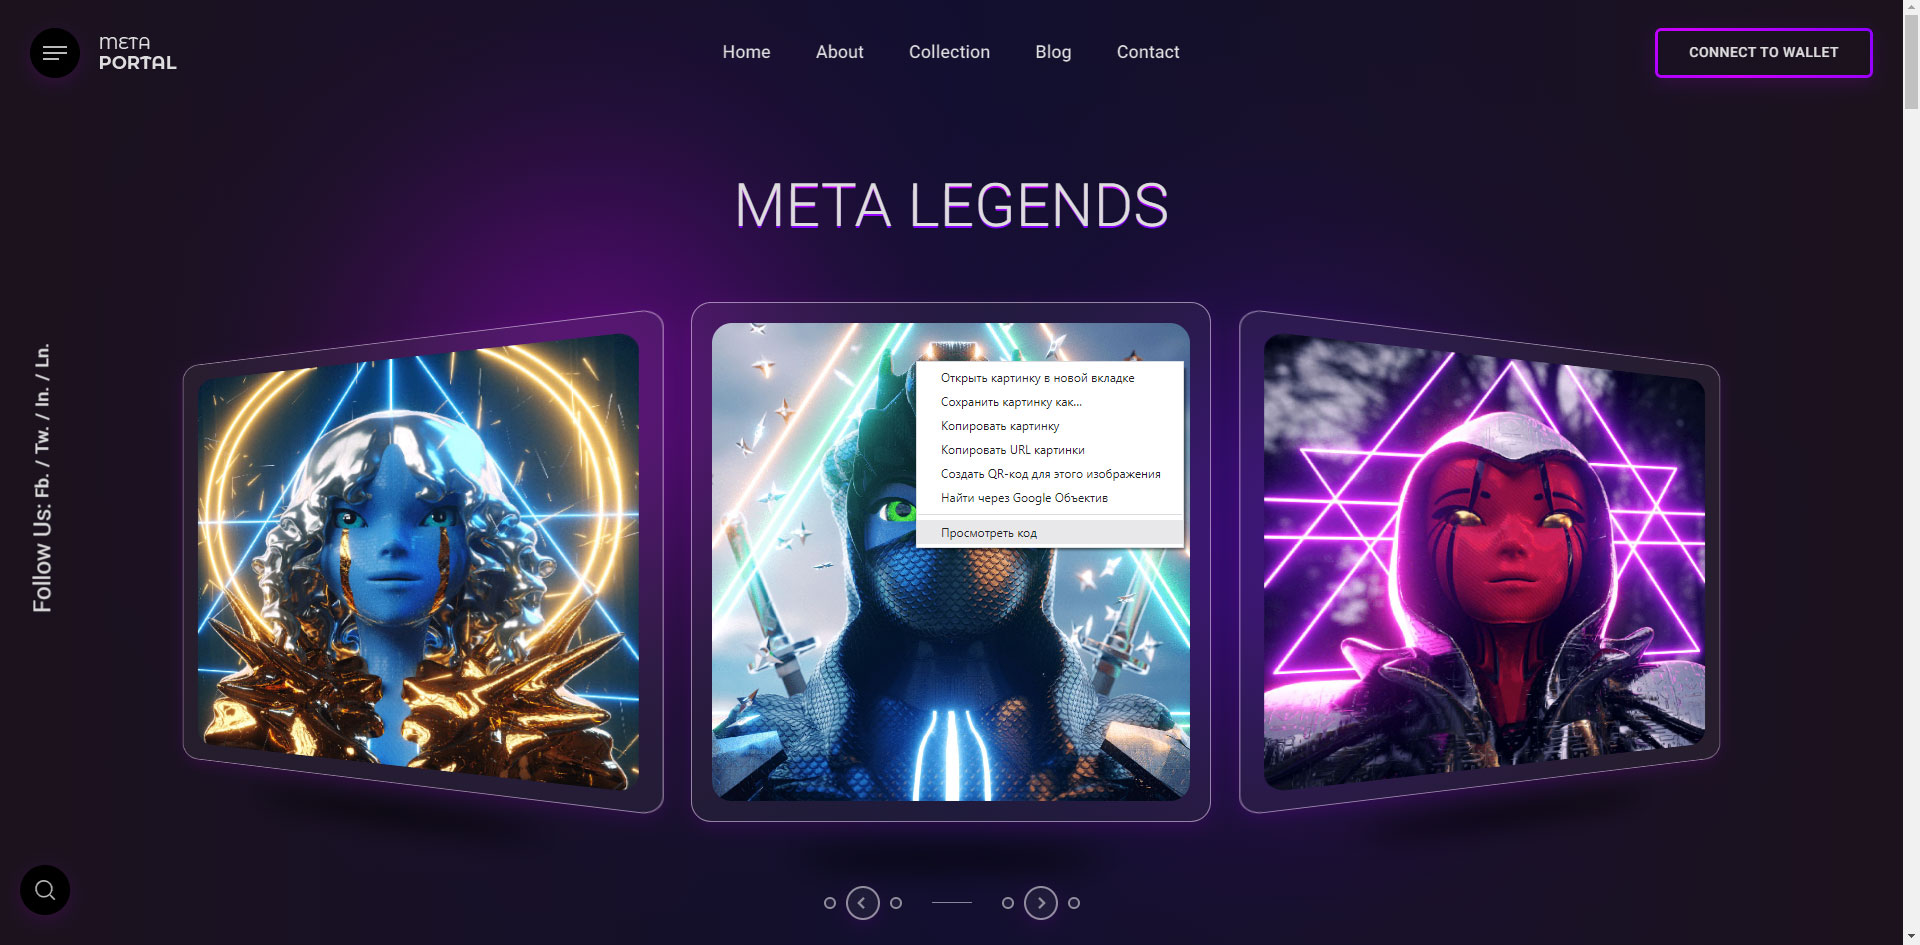 META
PORTAL
Home
About
Collection
Blog
Contact
CONNECT TO WALLET
META LEGENDS
Follow Us: Fb. / Tw. / In. / Ln.
Открыть картинку в новой вкладке
Сохранить картинку как...
Копировать картинку
Копировать URL картинки
Создать QR-код для этого изображения
Найти через Google Объектив
Просмотреть код